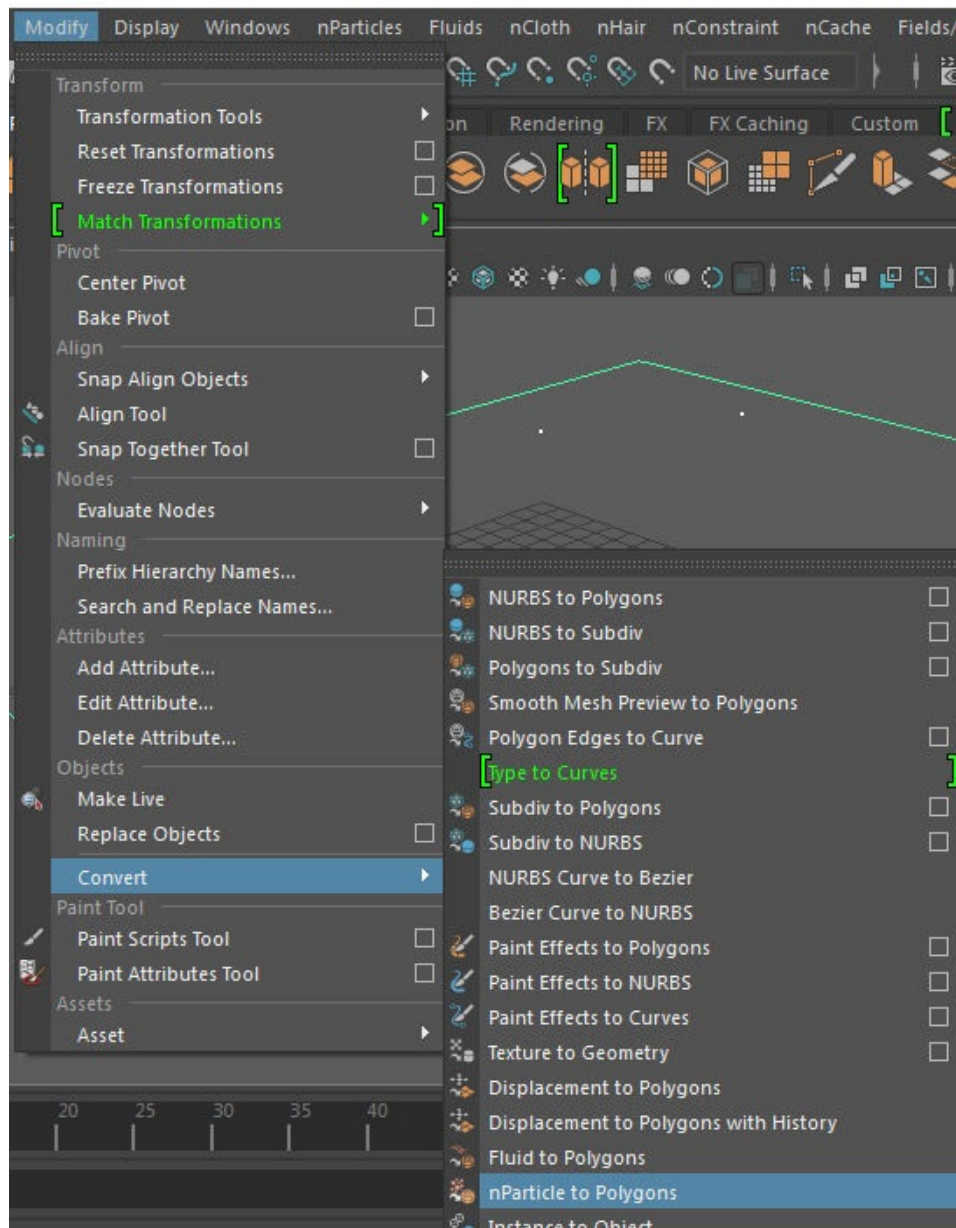 Modify Display Windows nParticles Fluids nCloth nHair nConstraint nCache Fields/
No Live Surface
Rendering FX FX Caching Custom
Transform
Transformation Tools
Reset Transformations
Freeze Transformations
Match Transformations
Pivot
Center Pivot
Bake Pivot
Align
Snap Align Objects
Align Tool
Snap Together Tool
Nodes
Evaluate Nodes
Naming
Prefix Hierarchy Names...
Search and Replace Names...
Attributes
Add Attribute...
Edit Attribute...
Delete Attribute...
Objects
Make Live
Replace Objects
Convert
Paint Tool
Paint Scripts Tool
Paint Attributes Tool
Assets
Asset
NURBS to Polygons
NURBS to Subdiv
Polygons to Subdiv
Smooth Mesh Preview to Polygons
Polygon Edges to Curve
Type to Curves
Subdiv to Polygons
Subdiv to NURBS
NURBS Curve to Bezier
Bezier Curve to NURBS
Paint Effects to Polygons
Paint Effects to NURBS
Paint Effects to Curves
Texture to Geometry
Displacement to Polygons
Displacement to Polygons with History
Fluid to Polygons
nParticle to Polygons
Instance to Object
20 25 30 35 40